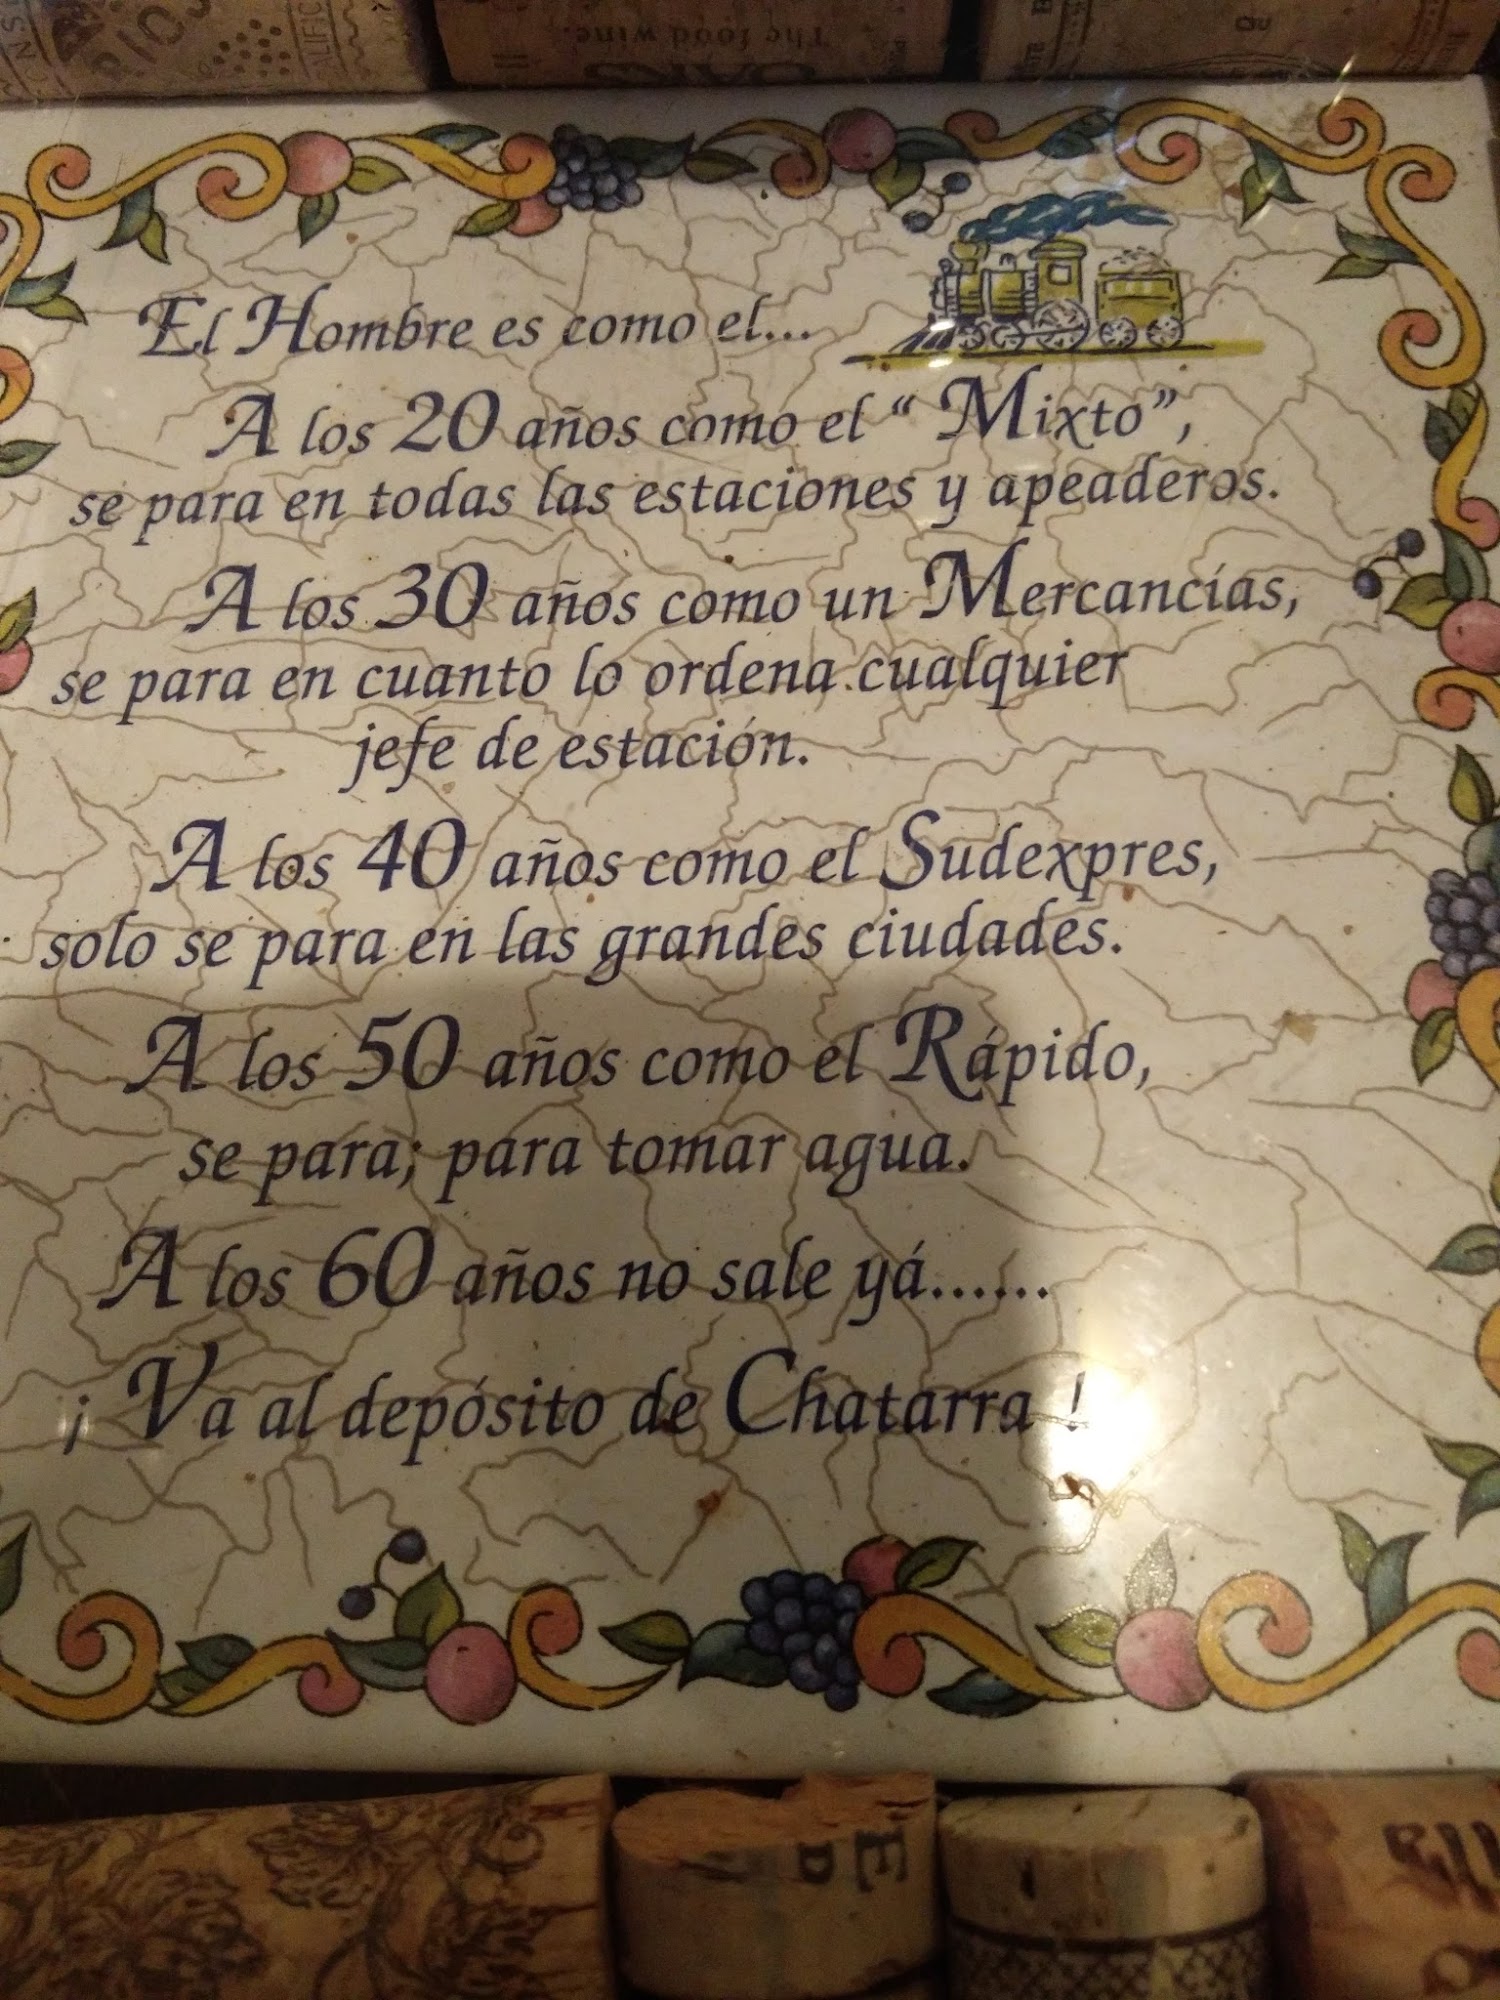 The food wine.
El Hombre es como el...
A los 20 años como el “ Mixto”,
se para en todas las estaciones y apeaderos.
A los 30 años como un Mercancías,
se para en cuanto lo ordena cualquier
jefe de estación.
A los 40 años como el Sudexpres,
solo se para en las grandes ciudades.
A los 50 años como el Rápido,
se para; para tomar agua.
A los 60 años no sale yá......
¡ Va al depósito de Chatarra !